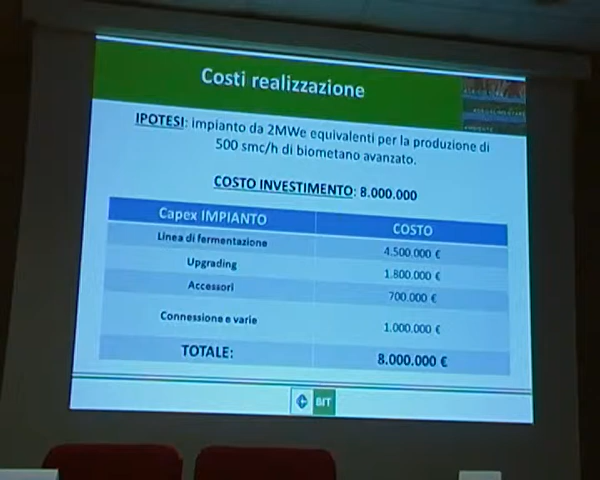 Costi realizzazione
IPOTESI: impianto da 2MWe equivalenti per la produzione di
500 smc/h di biometano avanzato.
COSTO INVESTIMENTO: 8.000.000
Capex IMPIANTO COSTO
Linea di fermentazione 4.500.000 €
Upgrading 1.800.000 €
Accessori 700.000 €
Connessione e varie 1.000.000 €
TOTALE: 8.000.000 €
BIT